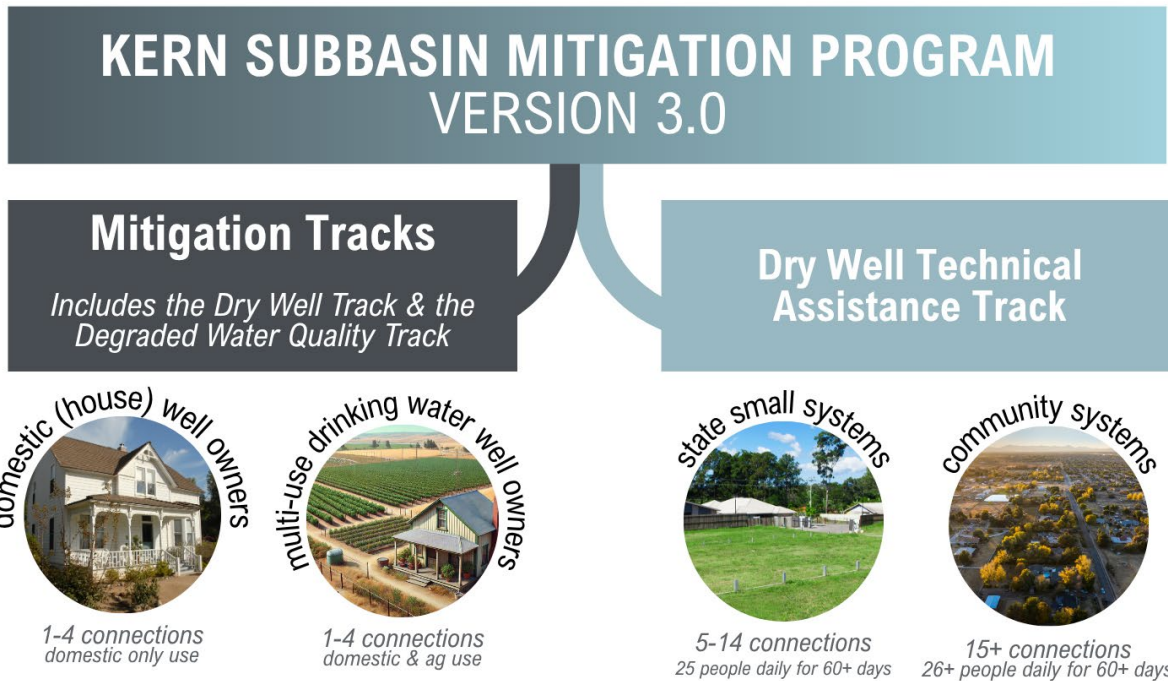 KERN SUBBASIN MITIGATION PROGRAM
VERSION 3.0
Mitigation Tracks
Includes the Dry Well Track & the
Degraded Water Quality Track
Dry Well Technical
Assistance Track
domestic (house) well owners
1-4 connections
domestic only use
multi-use drinking water well owners
1-4 connections
domestic & ag use
state small systems
5-14 connections
25 people daily for 60+ days
community systems
15+ connections
26+ people daily for 60+ days